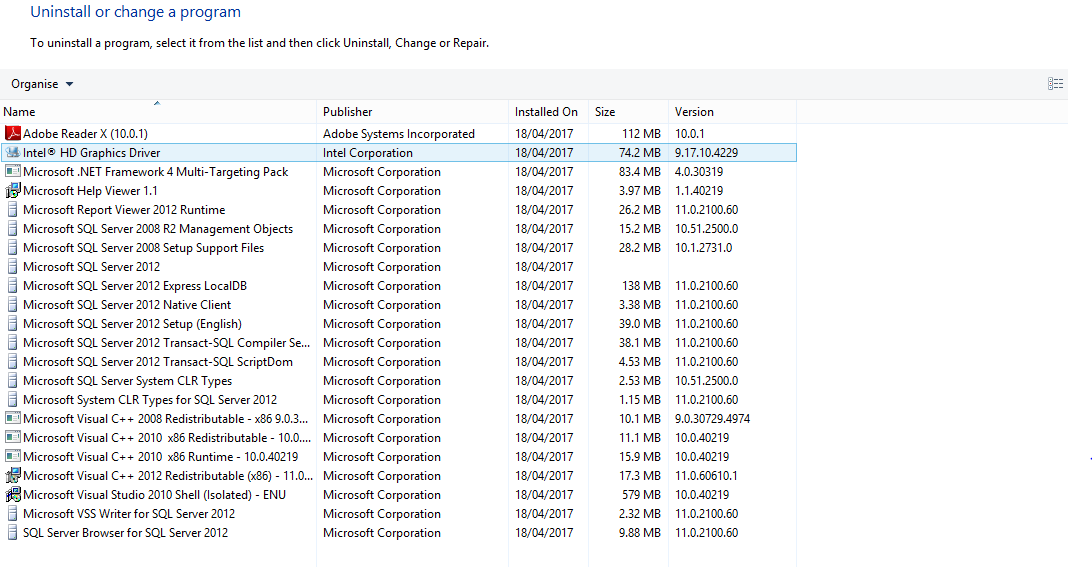 Uninstall or change a program
To uninstall a program, select it from the list and then click Uninstall, Change or Repair.
Organise
Name Publisher Installed On Size Version
Adobe Reader X (10.0.1) Adobe Systems Incorporated 18/04/2017 112 MB 10.0.1
Intel® HD Graphics Driver Intel Corporation 18/04/2017 74.2 MB 9.17.10.4229
Microsoft .NET Framework 4 Multi-Targeting Pack Microsoft Corporation 18/04/2017 83.4 MB 4.0.30319
Microsoft Help Viewer 1.1 Microsoft Corporation 18/04/2017 3.97 MB 1.1.40219
Microsoft Report Viewer 2012 Runtime Microsoft Corporation 18/04/2017 26.2 MB 11.0.2100.60
Microsoft SQL Server 2008 R2 Management Objects Microsoft Corporation 18/04/2017 15.2 MB 10.51.2500.0
Microsoft SQL Server 2008 Setup Support Files Microsoft Corporation 18/04/2017 28.2 MB 10.1.2731.0
Microsoft SQL Server 2012 Microsoft Corporation 18/04/2017
Microsoft SQL Server 2012 Express LocalDB Microsoft Corporation 18/04/2017 138 MB 11.0.2100.60
Microsoft SQL Server 2012 Native Client Microsoft Corporation 18/04/2017 3.38 MB 11.0.2100.60
Microsoft SQL Server 2012 Setup (English) Microsoft Corporation 18/04/2017 39.0 MB 11.0.2100.60
Microsoft SQL Server 2012 Transact-SQL Compiler Se... Microsoft Corporation 18/04/2017 38.1 MB 11.0.2100.60
Microsoft SQL Server 2012 Transact-SQL ScriptDom Microsoft Corporation 18/04/2017 4.53 MB 11.0.2100.60
Microsoft SQL Server System CLR Types Microsoft Corporation 18/04/2017 2.53 MB 10.51.2500.0
Microsoft System CLR Types for SQL Server 2012 Microsoft Corporation 18/04/2017 1.15 MB 11.0.2100.60
Microsoft Visual C++ 2008 Redistributable - x86 9.0.3... Microsoft Corporation 18/04/2017 10.1 MB 9.0.30729.4974
Microsoft Visual C++ 2010  x86 Redistributable - 10.0.... Microsoft Corporation 18/04/2017 11.1 MB 10.0.40219
Microsoft Visual C++ 2010  x86 Runtime - 10.0.40219 Microsoft Corporation 18/04/2017 15.9 MB 10.0.40219
Microsoft Visual C++ 2012 Redistributable (x86) - 11.0... Microsoft Corporation 18/04/2017 17.3 MB 11.0.60610.1
Microsoft Visual Studio 2010 Shell (Isolated) - ENU Microsoft Corporation 18/04/2017 579 MB 10.0.40219
Microsoft VSS Writer for SQL Server 2012 Microsoft Corporation 18/04/2017 2.32 MB 11.0.2100.60
SQL Server Browser for SQL Server 2012 Microsoft Corporation 18/04/2017 9.88 MB 11.0.2100.60